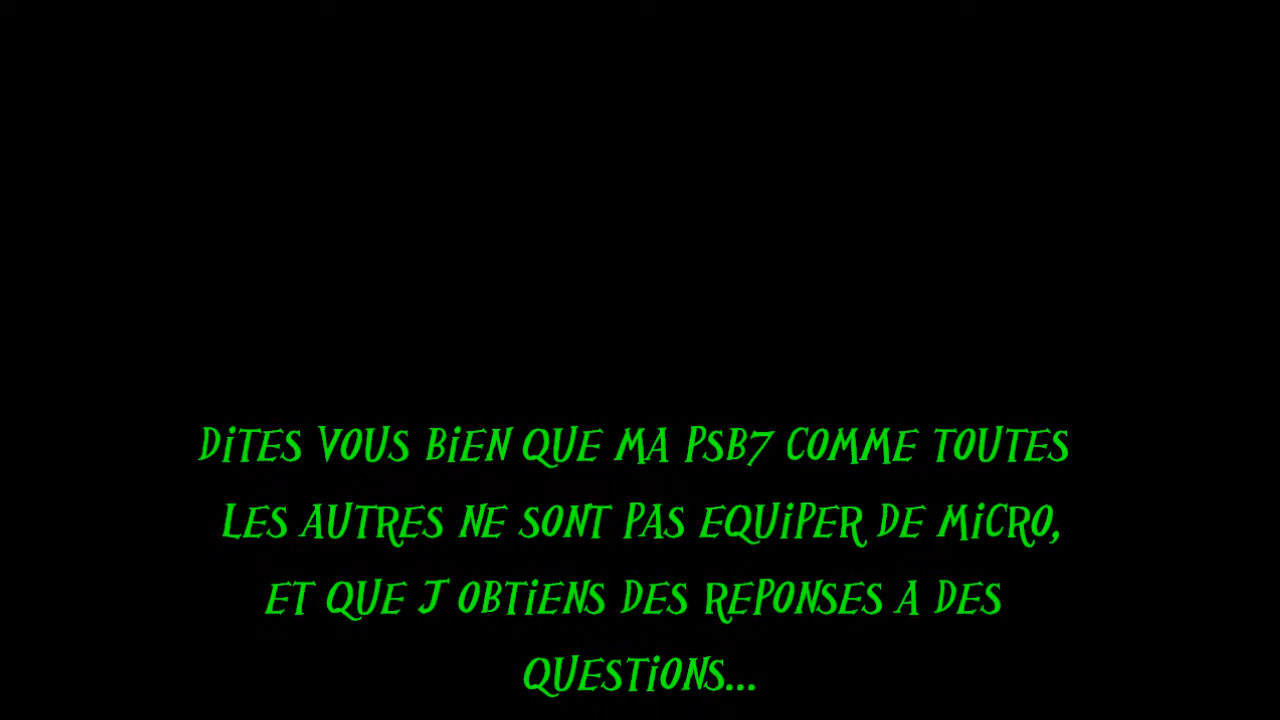 DiTES VOUS BiEN QUE MA PSB7 COMME TOUTES
LES AUTRES NE SONT PAS EQUiPER DE MiCRO,
ET QUE J OBTiENS DES REPONSES A DES
QUESTiONS...